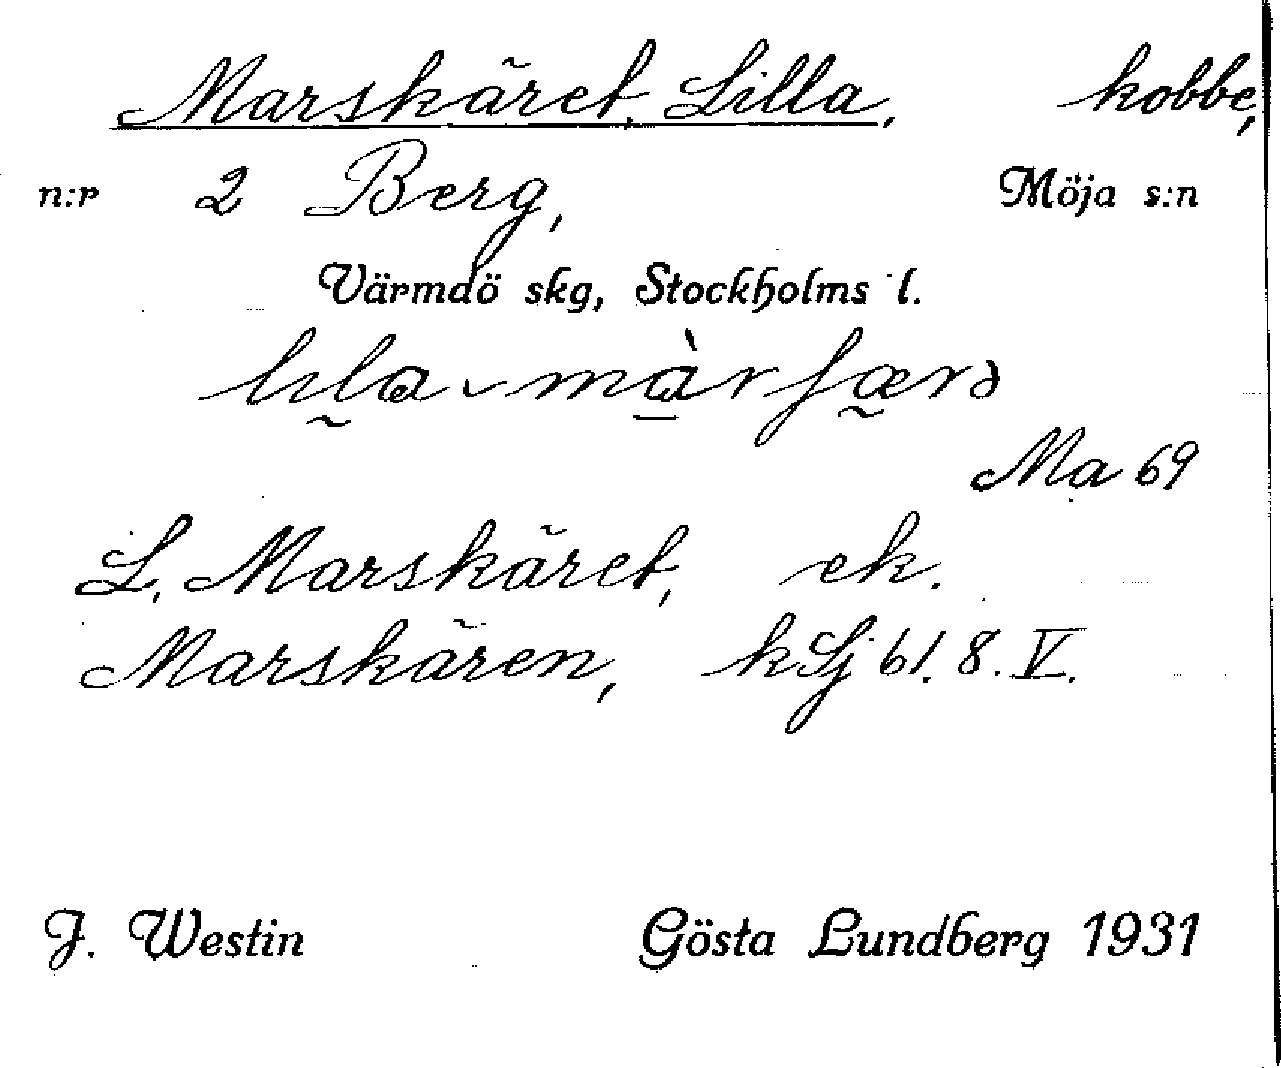 Marskäret, Lilla, kobbe,
n:r 2 Berg, Möja s:n
Värmdö skg, Stockholms l.
Ma 69
L. Marskäret, ek.
Marskären, kSj 61. 8. V.
J. Westin Gösta Lundberg 1931